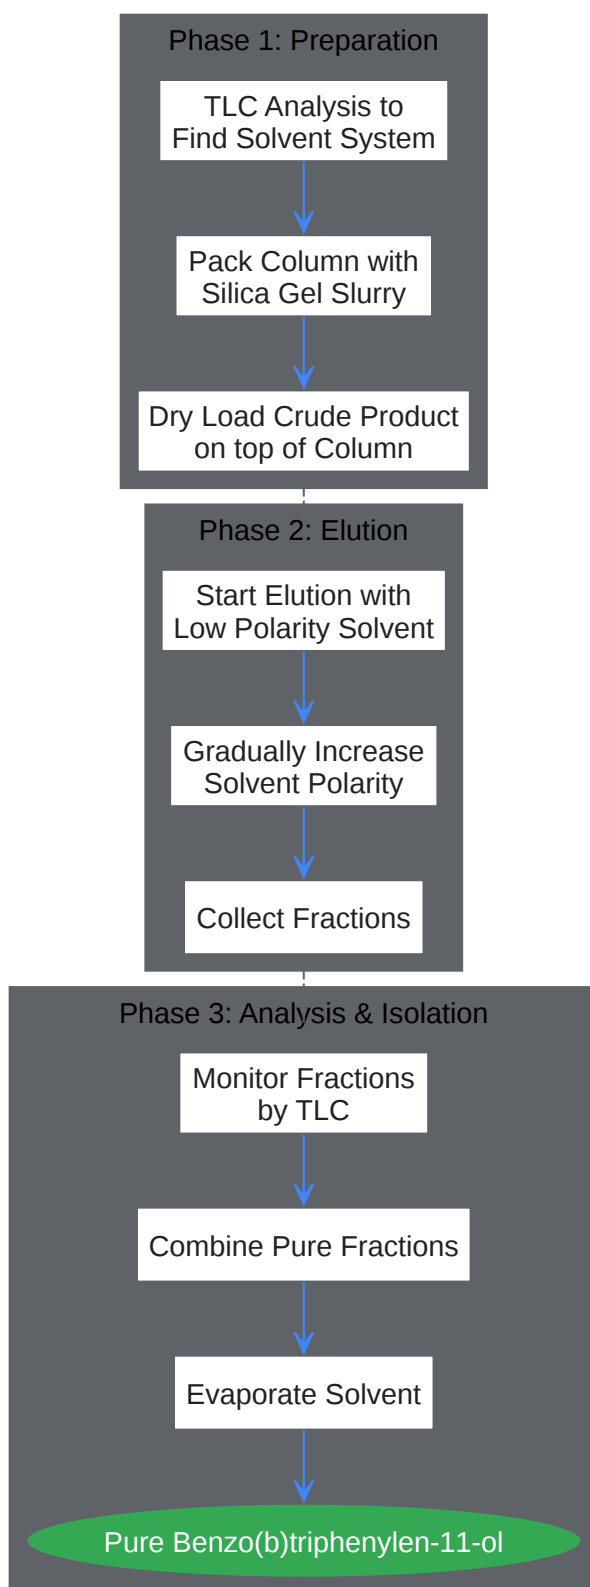 Phase 1: Preparation
TLC Analysis to
Find Solvent System
Pack Column with
Silica Gel Slurry
Dry Load Crude Product
on top of Column
Phase 2: Elution
Start Elution with
Low Polarity Solvent
Gradually Increase
Solvent Polarity
Collect Fractions
Phase 3: Analysis & Isolation
Monitor Fractions
by TLC
Combine Pure Fractions
Evaporate Solvent
Pure Benzo(b)triphenylen-11-ol